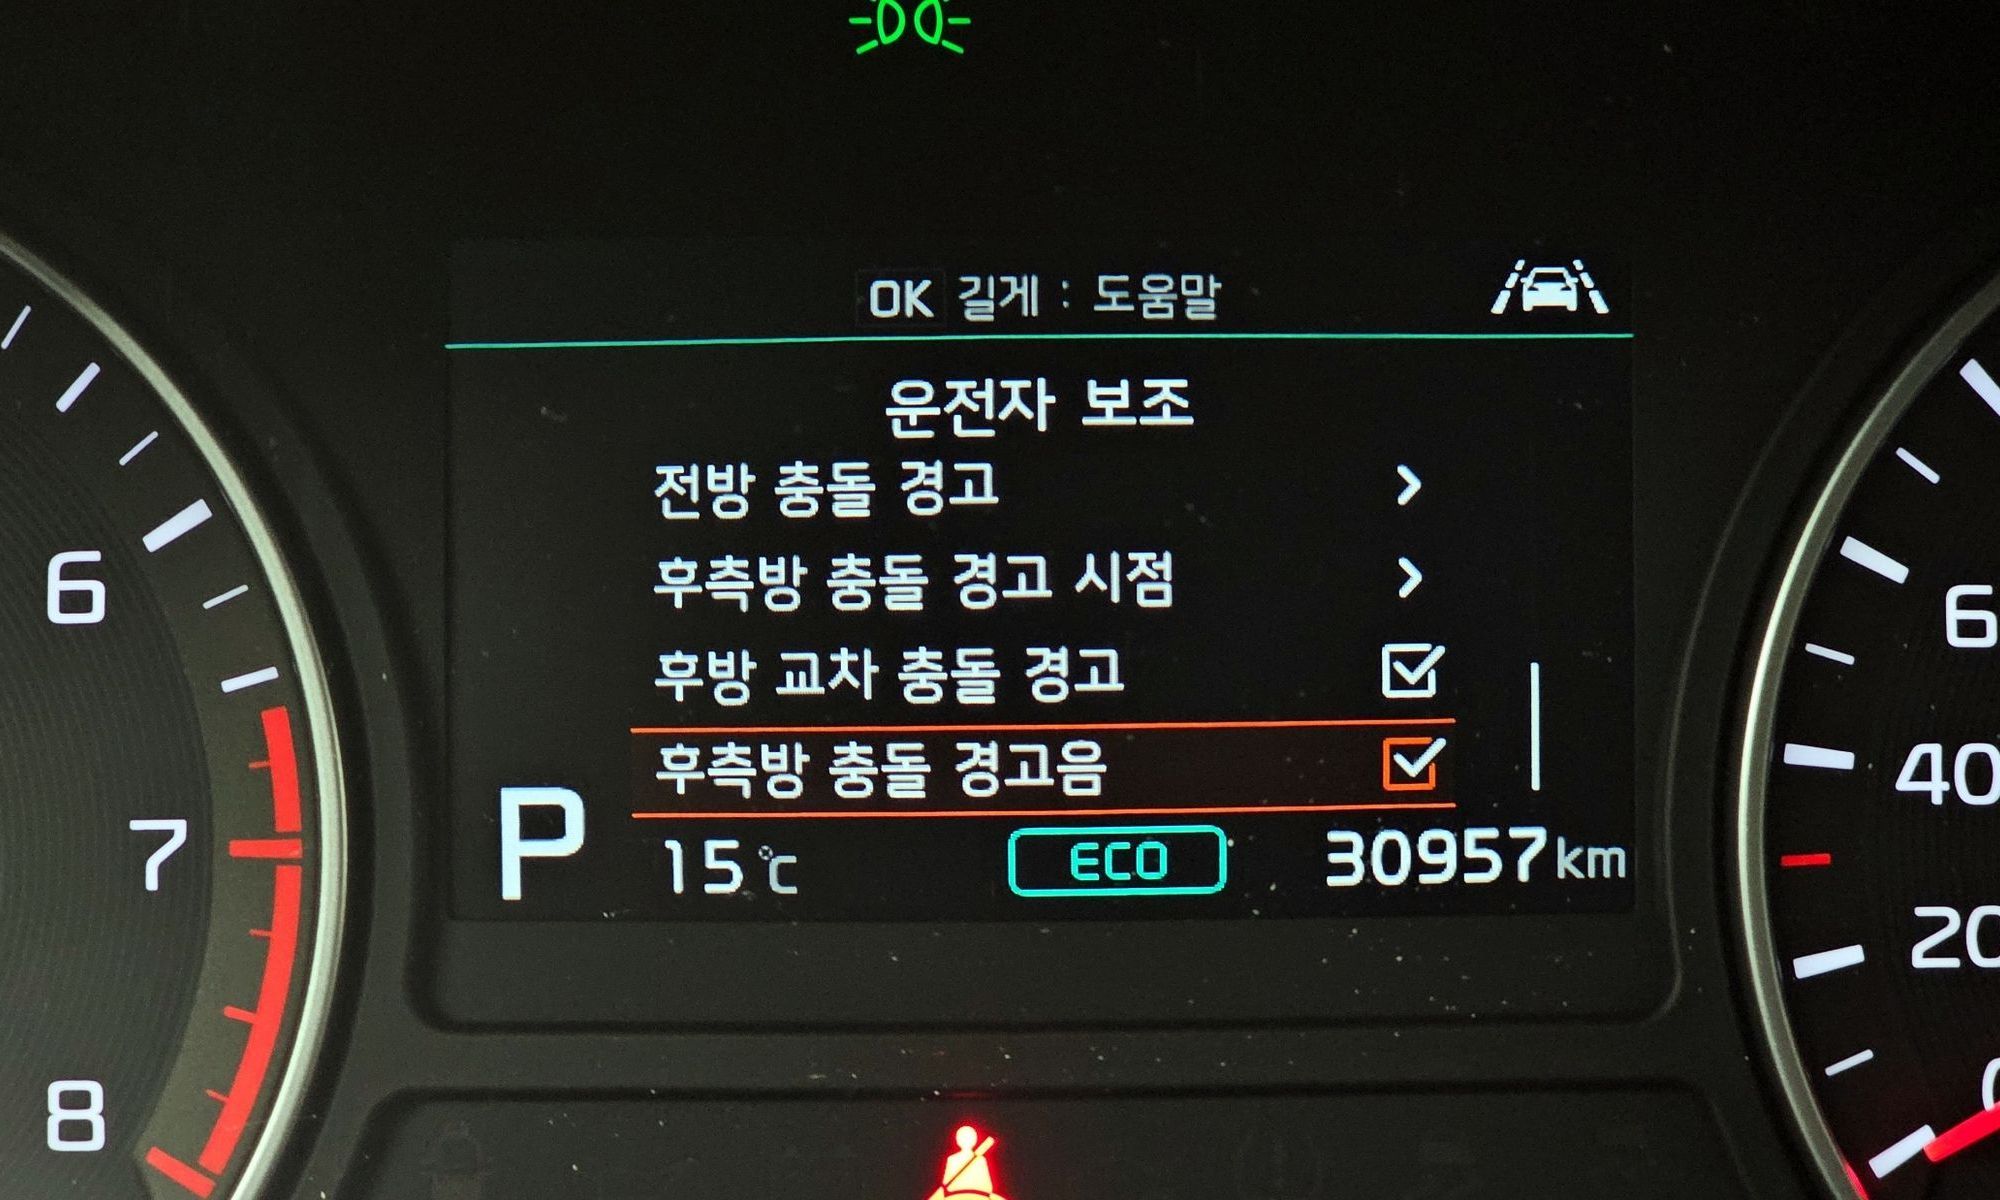 OK 길게 : 도움말
운전자 보조
전방 충돌 경고
후측방 충돌 경고 시점
후방 교차 충돌 경고
후측방 충돌 경고음
P 15℃ ECO 30957km
6
7
8
6
40
20
0